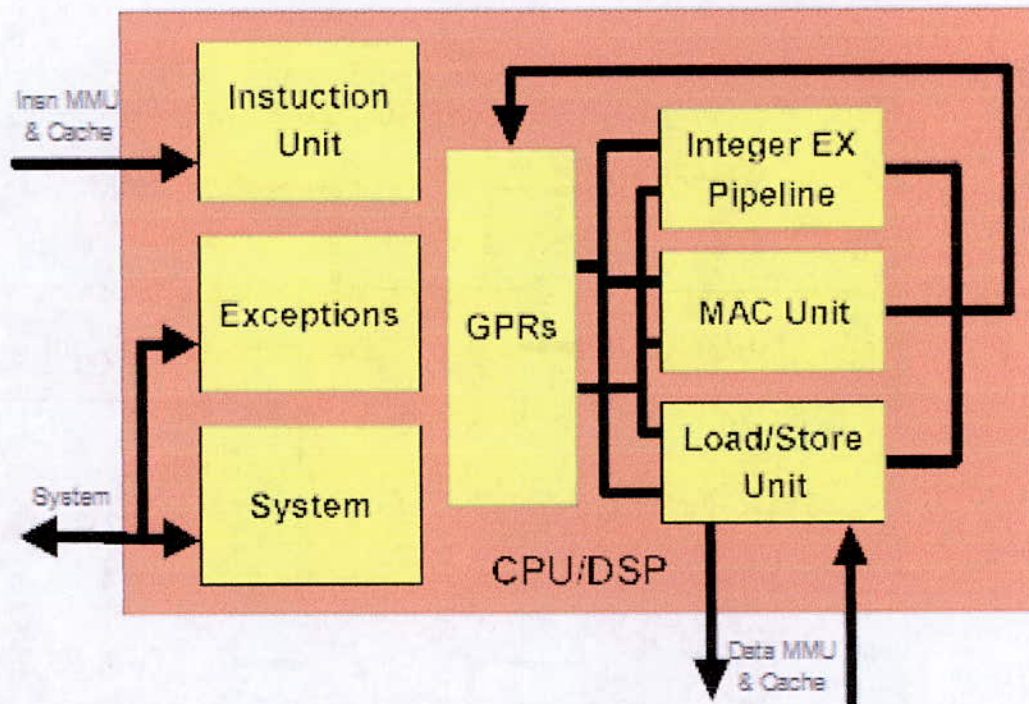 Insn MMU
& Cache
Instuction
Unit
Exceptions
System
System
GPRs
Integer EX
Pipeline
MAC Unit
Load/Store
Unit
CPU/DSP
Data MMU
& Cache